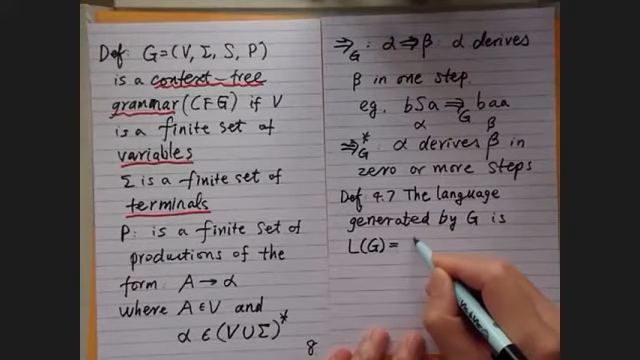 Def: G=(V, Σ, S, P)
is a context-free
grammar (CFG) if V
is a finite set of
variables
Σ is a finite set of
terminals
P: is a finite set of
productions of the
form A → α
where A ∈ V and
α ∈ (V ∪ Σ)*
8
⇒G : α ⇒ β α derives
β in one step.
eg. bSa ⇒G baa
α β
⇒*G : α derives β in
zero or more steps
Def 4.7 The language
generated by G is
L(G) =